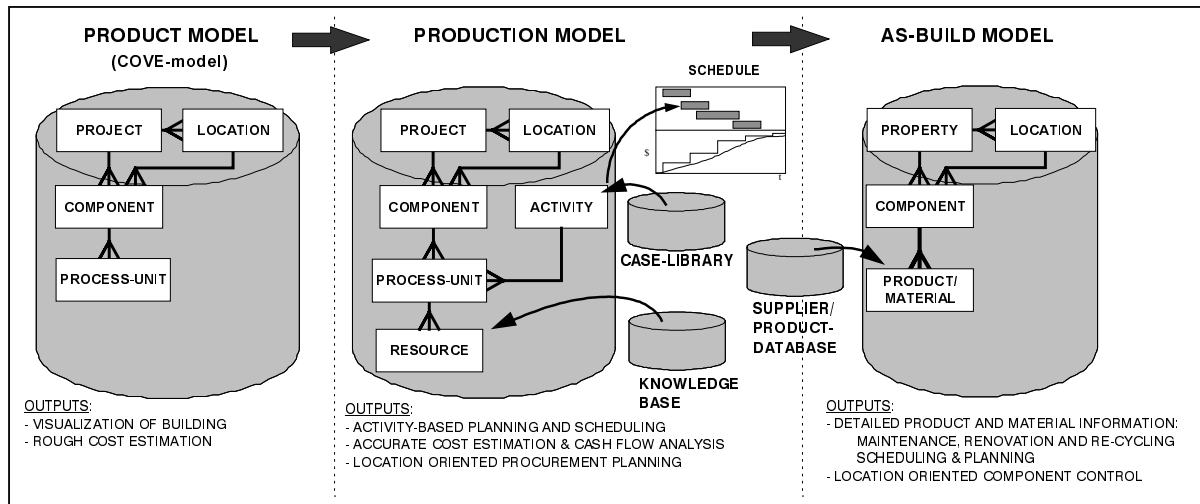 PRODUCT MODEL
(COVE-model)
PROJECT
LOCATION
COMPONENT
PROCESS-UNIT
OUTPUTS:
- VISUALIZATION OF BUILDING
- ROUGH COST ESTIMATION
PRODUCTION MODEL
SCHEDULE
$
t
PROJECT
LOCATION
COMPONENT
ACTIVITY
CASE-LIBRARY
PROCESS-UNIT
RESOURCE
KNOWLEDGE
BASE
OUTPUTS:
- ACTIVITY-BASED PLANNING AND SCHEDULING
- ACCURATE COST ESTIMATION & CASH FLOW ANALYSIS
- LOCATION ORIENTED PROCUREMENT PLANNING
SUPPLIER/
PRODUCT-
DATABASE
AS-BUILD MODEL
PROPERTY
LOCATION
COMPONENT
PRODUCT/
MATERIAL
OUTPUTS:
- DETAILED PRODUCT AND MATERIAL INFORMATION:
MAINTENANCE, RENOVATION AND RE-CYCLING
SCHEDULING & PLANNING
- LOCATION ORIENTED COMPONENT CONTROL